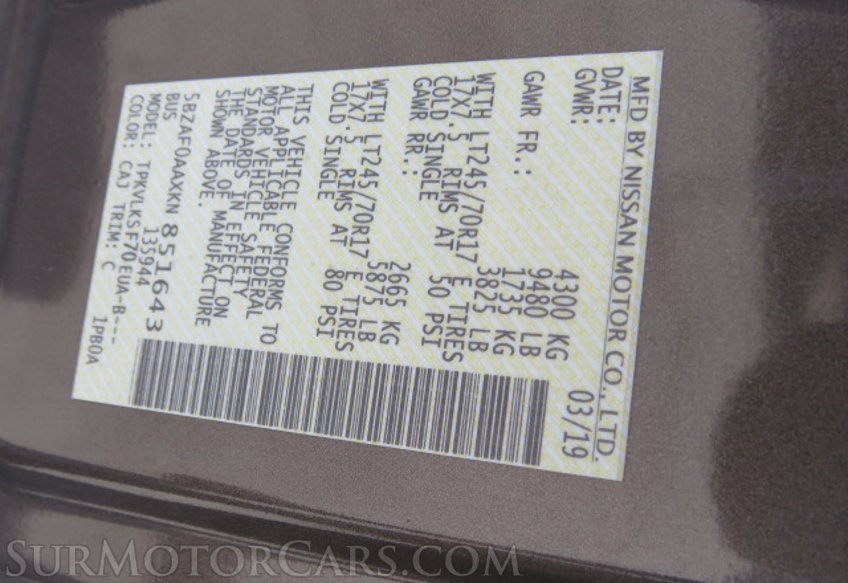 MFD BY NISSAN MOTOR CO., LTD.
DATE: 03/19
GVWR: 4300 KG
9480 LB
GAWR FR.: 1735 KG
3825 LB
WITH LT245/70R17 E TIRES
17X7.5 RIMS AT 50 PSI
COLD SINGLE
GAWR RR.: 2665 KG
5875 LB
WITH LT245/70R17 E TIRES
17X7.5 RIMS AT 80 PSI
COLD SINGLE
THIS VEHICLE CONFORMS TO
ALL APPLICABLE FEDERAL
MOTOR VEHICLE SAFETY
STANDARDS IN EFFECT ON
THE DATE OF MANUFACTURE
SHOWN ABOVE.
5BZAF0AAXKN 851643
BUS 135944
MODEL: TPKVLKSF70EUA-B---
COLOR: CAJ TRIM: C 1PB0A
SURMOTORCARS.COM